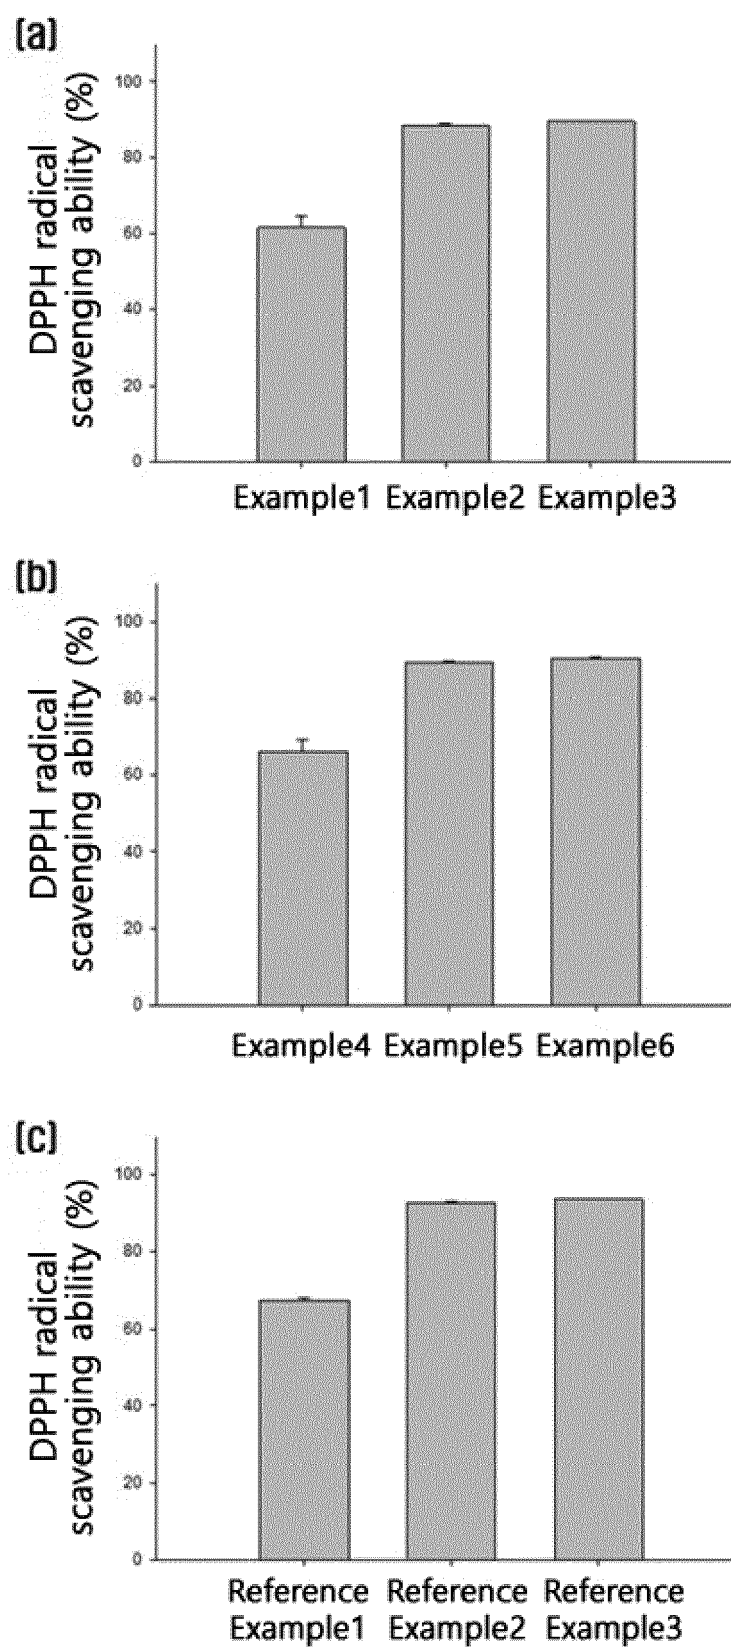 (a)
DPPH radical
scavenging ability (%)
100
80
60
40
20
0
Example1 Example2 Example3
(b)
DPPH radical
scavenging ability (%)
100
80
60
40
20
0
Example4 Example5 Example6
(c)
DPPH radical
scavenging ability (%)
100
80
60
40
20
0
Reference Reference Reference
Example1 Example2 Example3